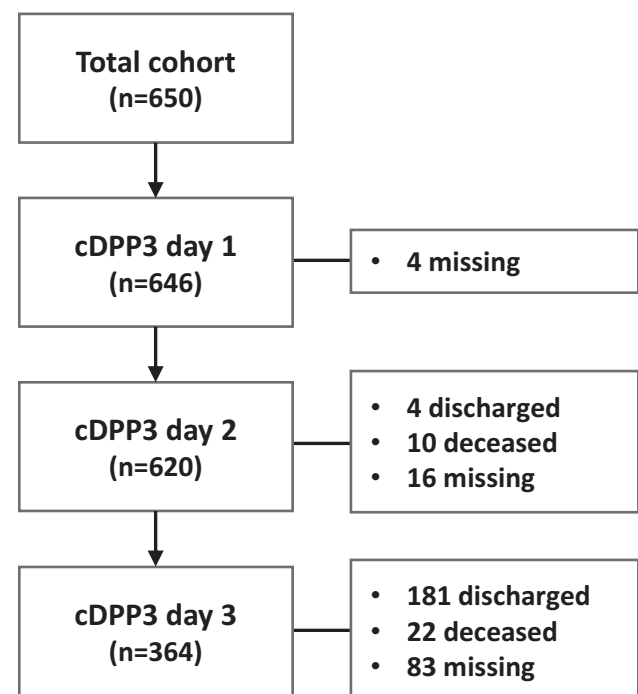 Total cohort
(n=650)
cDPP3 day 1
(n=646)
• 4 missing
cDPP3 day 2
(n=620)
• 4 discharged
• 10 deceased
• 16 missing
cDPP3 day 3
(n=364)
• 181 discharged
• 22 deceased
• 83 missing